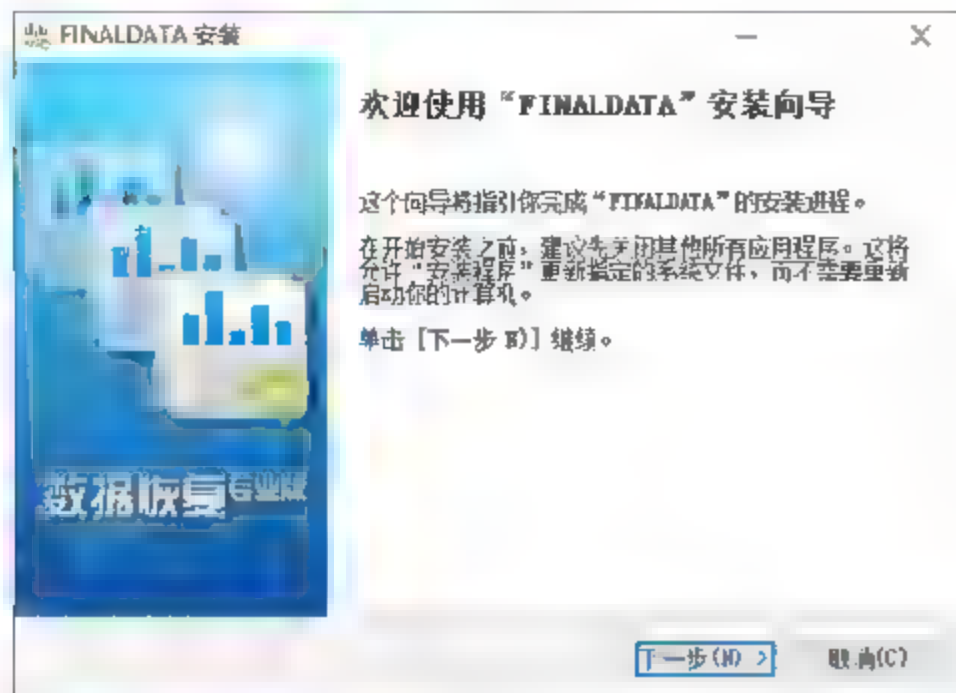 FINALDATA 安装
欢迎使用“FINALDATA”安装向导
这个向导将指引你完成“FINALDATA”的安装进程。
在开始安装之前，建议先关闭其他所有应用程序。这将
允许“安装程序”更新指定的系统文件，而不需要重新
启动你的计算机。
单击 [下一步(N)] 继续。
数据恢复专业版
下一步(N) >
取消(C)